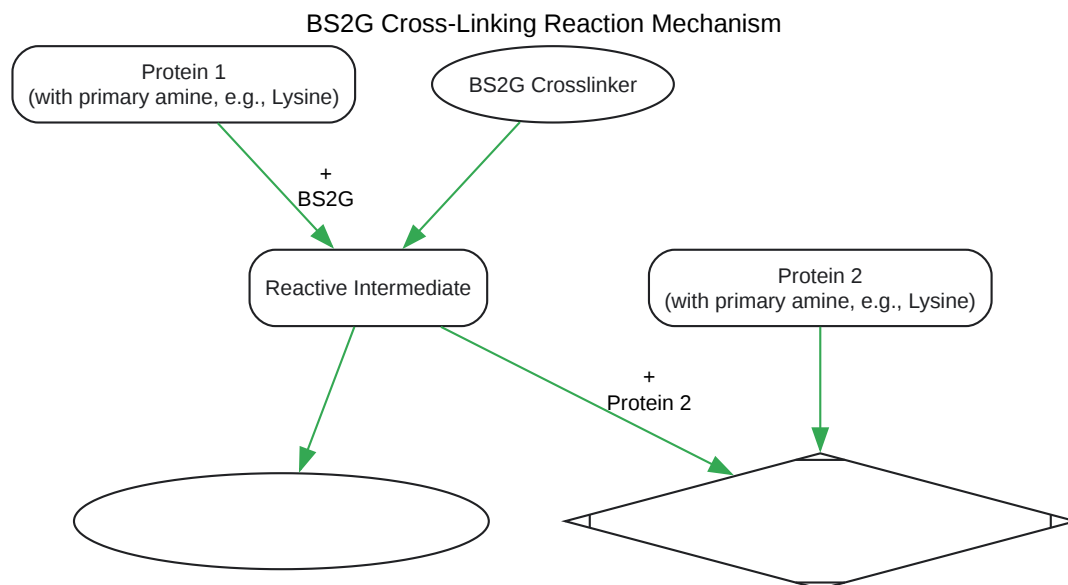 BS2G Cross-Linking Reaction Mechanism
Protein 1
(with primary amine, e.g., Lysine)
BS2G Crosslinker
+
BS2G
Reactive Intermediate
Protein 2
(with primary amine, e.g., Lysine)
+
Protein 2